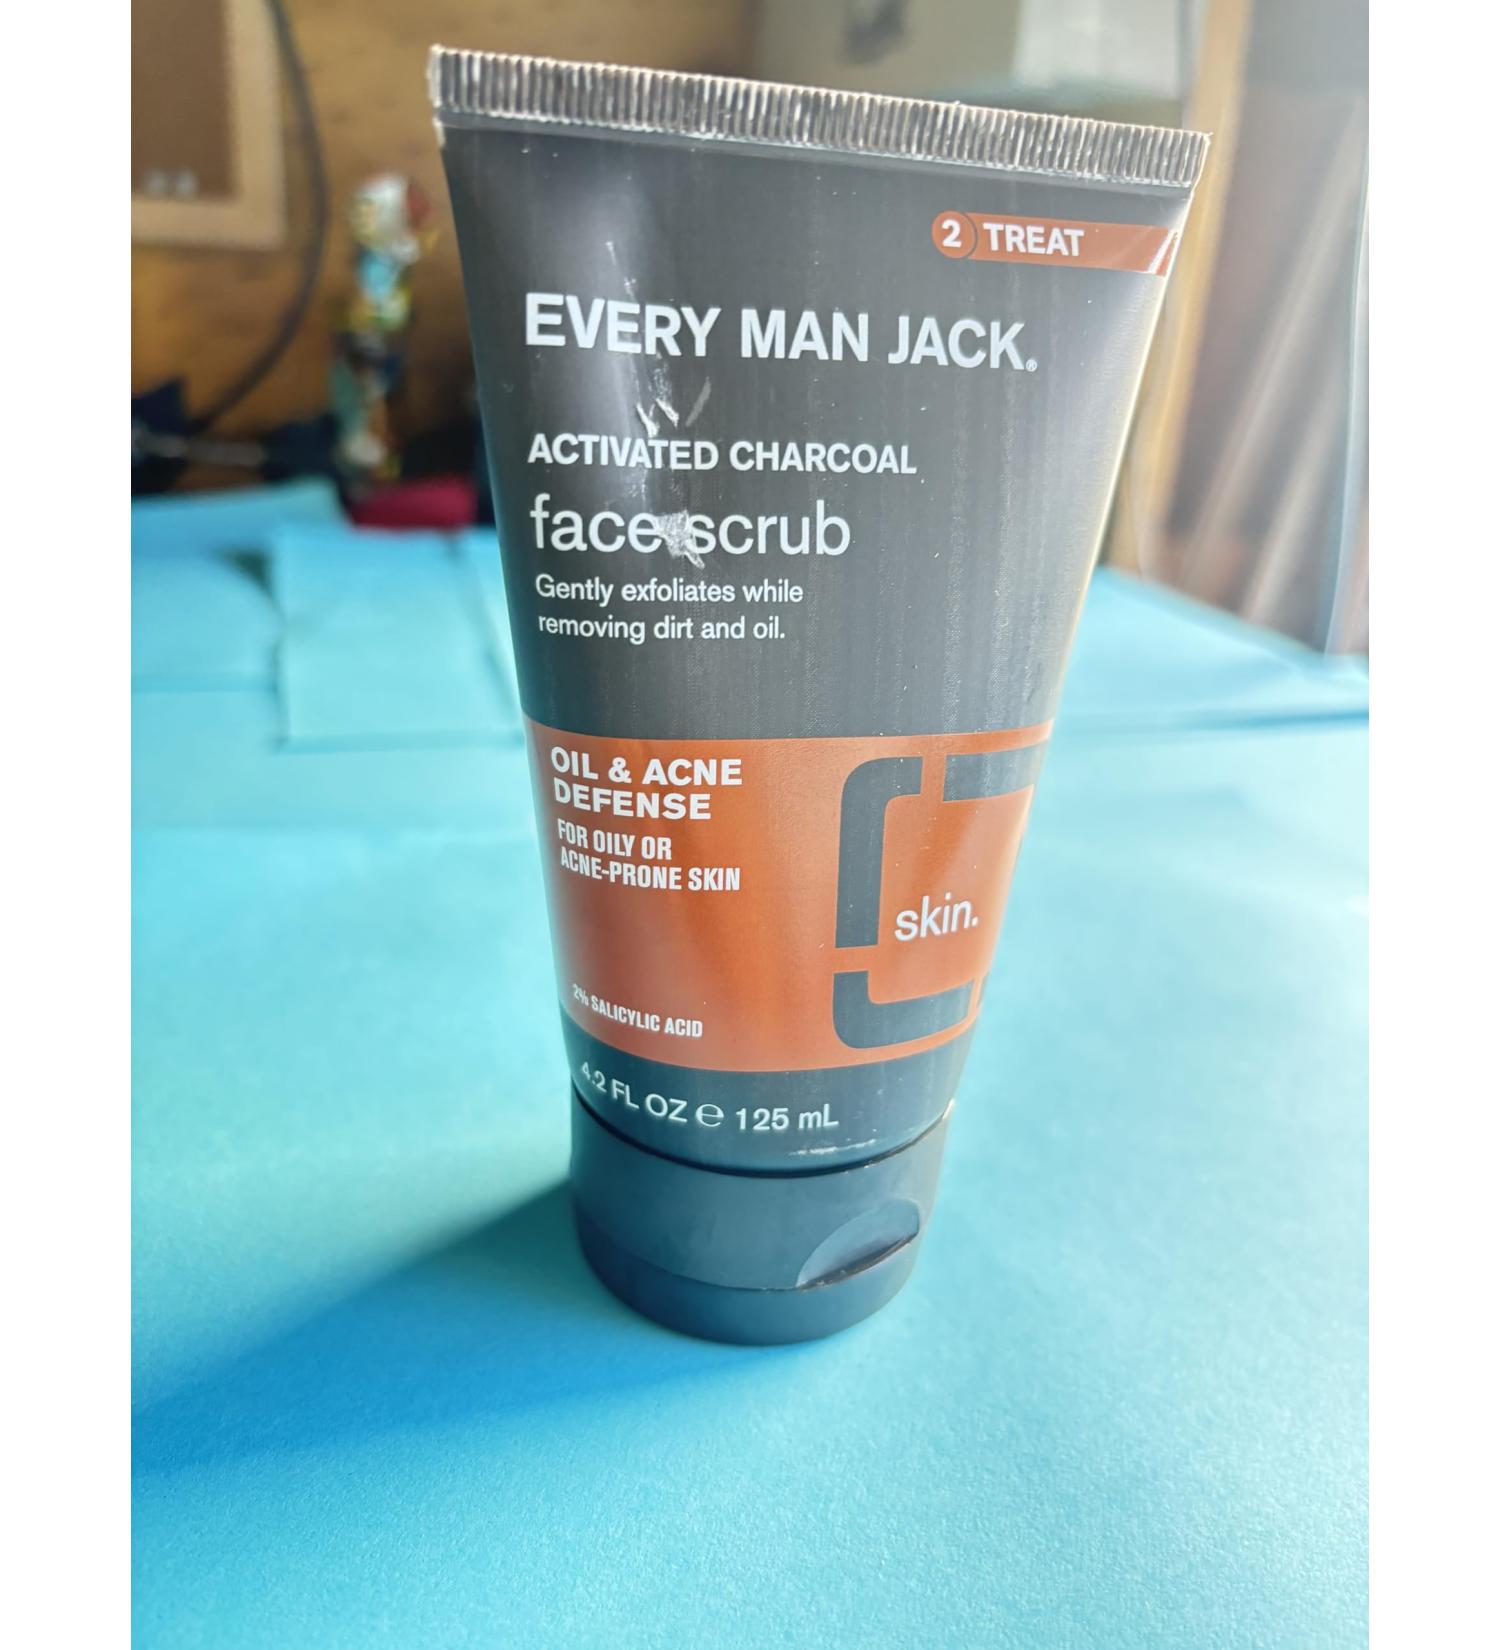 2 TREAT
EVERY MAN JACK®
ACTIVATED CHARCOAL
face scrub
Gently exfoliates while
removing dirt and oil.
OIL & ACNE
DEFENSE
FOR OILY OR
ACNE-PRONE SKIN
skin.
2% SALICYLIC ACID
4.2 FL OZ ℮ 125 mL